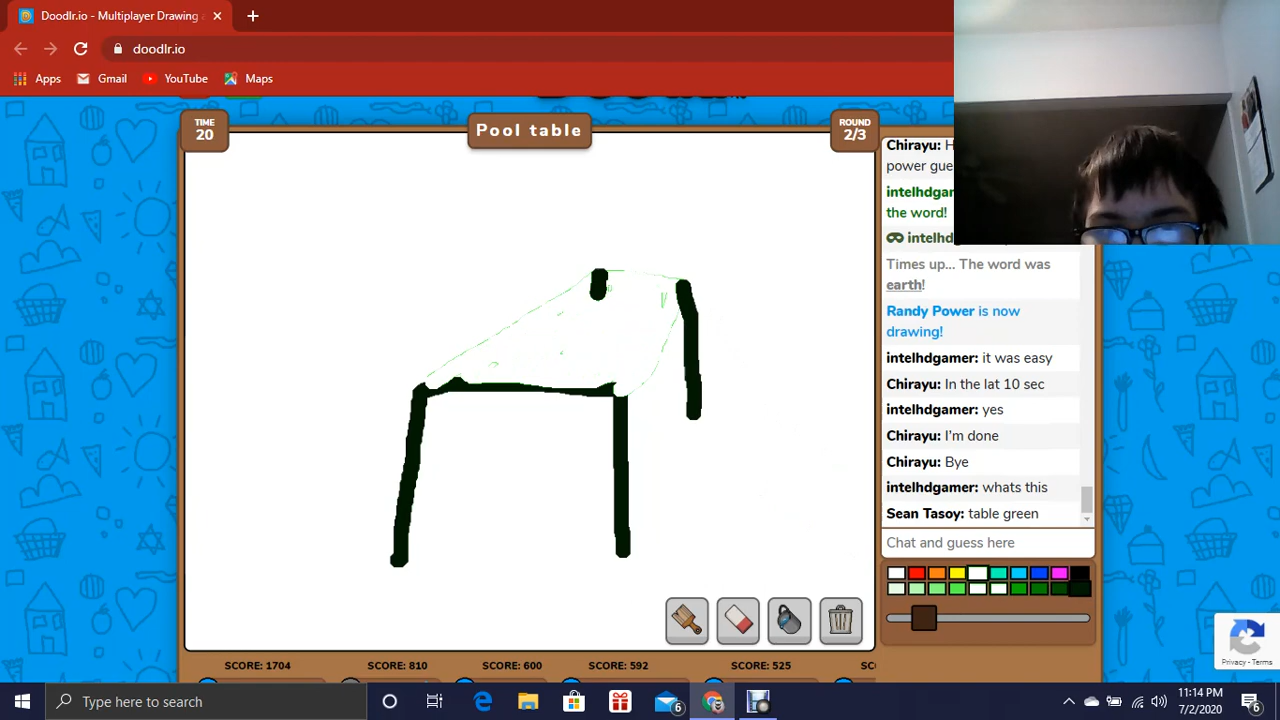 Doodlr.io - Multiplayer Drawing
doodlr.io
Apps Gmail YouTube Maps
TIME
20
Pool table
ROUND
2/3
Chirayu:
power gue
intelhdgam
the word!
intelhd
Times up... The word was
earth!
Randy Power is now
drawing!
intelhdgamer: it was easy
Chirayu: In the lat 10 sec
intelhdgamer: yes
Chirayu: I'm done
Chirayu: Bye
intelhdgamer: whats this
Sean Tasoy: table green
Chat and guess here
SCORE: 1704 SCORE: 810 SCORE: 600 SCORE: 592 SCORE: 525 SC
Privacy - Terms
Type here to search
6
11:14 PM
7/2/2020
6